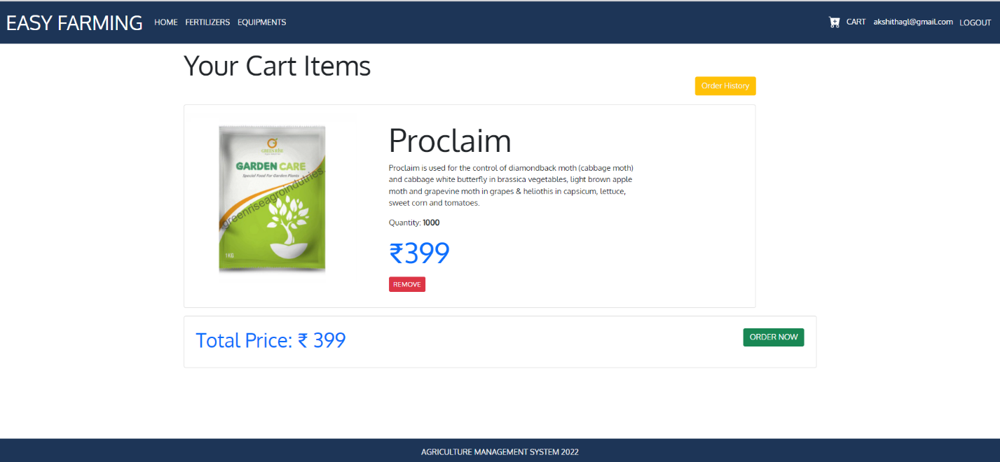 EASY FARMING HOME FERTILIZERS EQUIPMENTS CART akshithagl@gmail.com LOGOUT
Your Cart Items
Order History
GREEN RISE
GARDEN CARE
Special Food For Garden Plants
greenriseagroindutries.
1 KG
Proclaim
Proclaim is used for the control of diamondback moth (cabbage moth)
and cabbage white butterfly in brassica vegetables, light brown apple
moth and grapevine moth in grapes & heliothis in capsicum, lettuce,
sweet corn and tomatoes.
Quantity: 1000
₹399
REMOVE
Total Price: ₹ 399
ORDER NOW
AGRICULTURE MANAGEMENT SYSTEM 2022